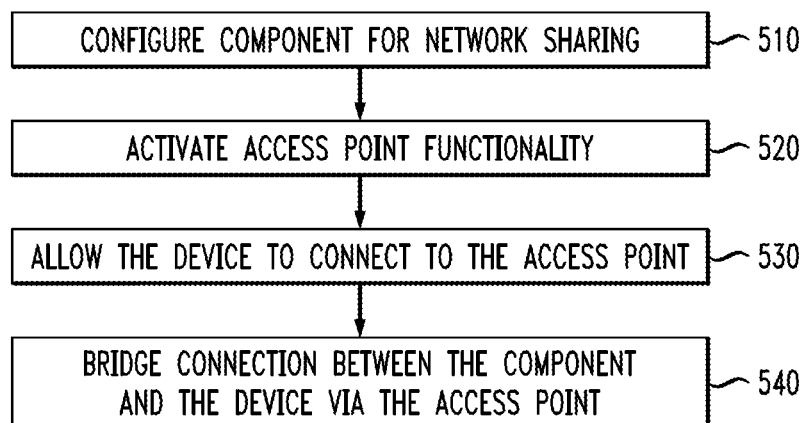 CONFIGURE COMPONENT FOR NETWORK SHARING 510
ACTIVATE ACCESS POINT FUNCTIONALITY 520
ALLOW THE DEVICE TO CONNECT TO THE ACCESS POINT 530
BRIDGE CONNECTION BETWEEN THE COMPONENT
AND THE DEVICE VIA THE ACCESS POINT 540